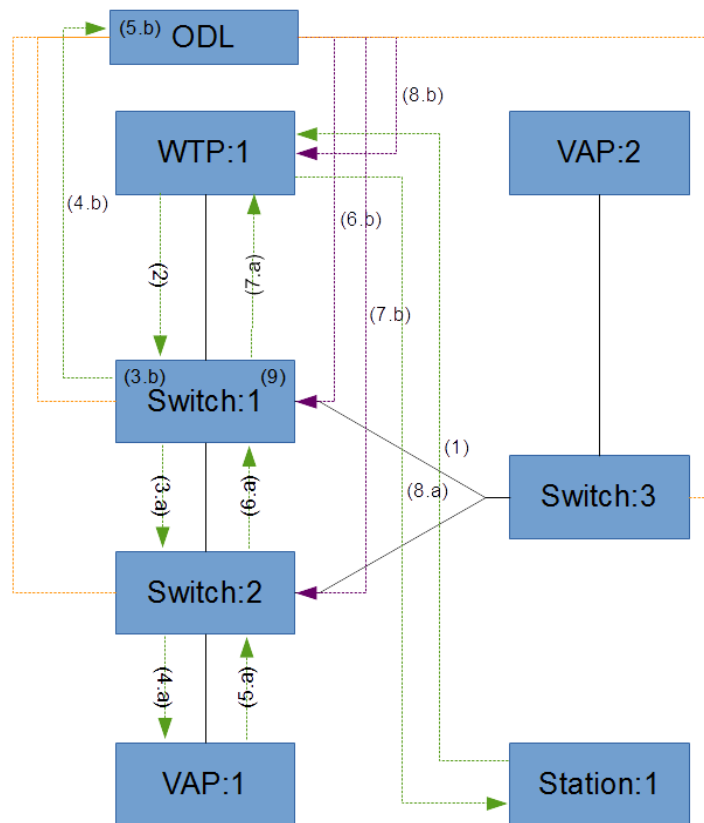 (5.b) ODL
(8.b)
WTP:1
VAP:2
(4.b)
(6.b)
(2)
(7.a)
(7.b)
(3.b)
(9)
Switch:1
(1)
(3.a)
(6.a)
(8.a)
Switch:3
Switch:2
(4.a)
(5.a)
VAP:1
Station:1